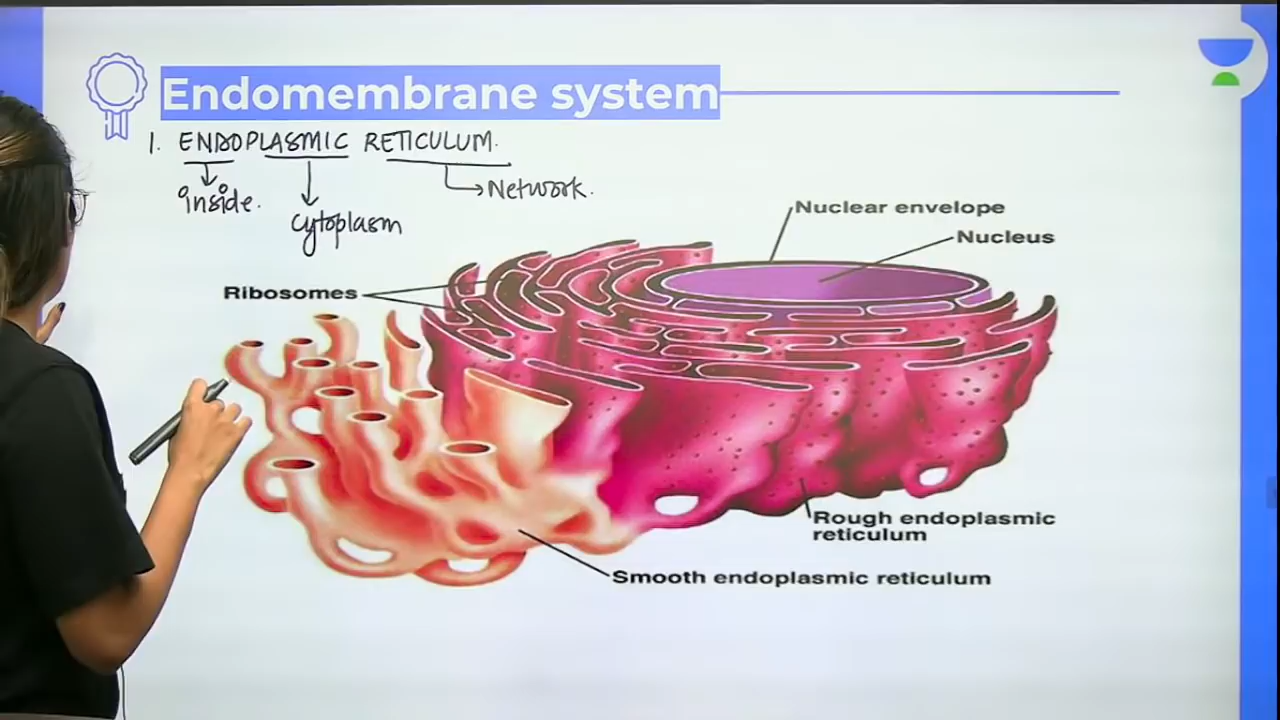 Endomembrane system
1. ENDOPLASMIC RETICULUM.
inside.
cytoplasm
Network.
Nuclear envelope
Nucleus
Ribosomes
Rough endoplasmic
reticulum
Smooth endoplasmic reticulum